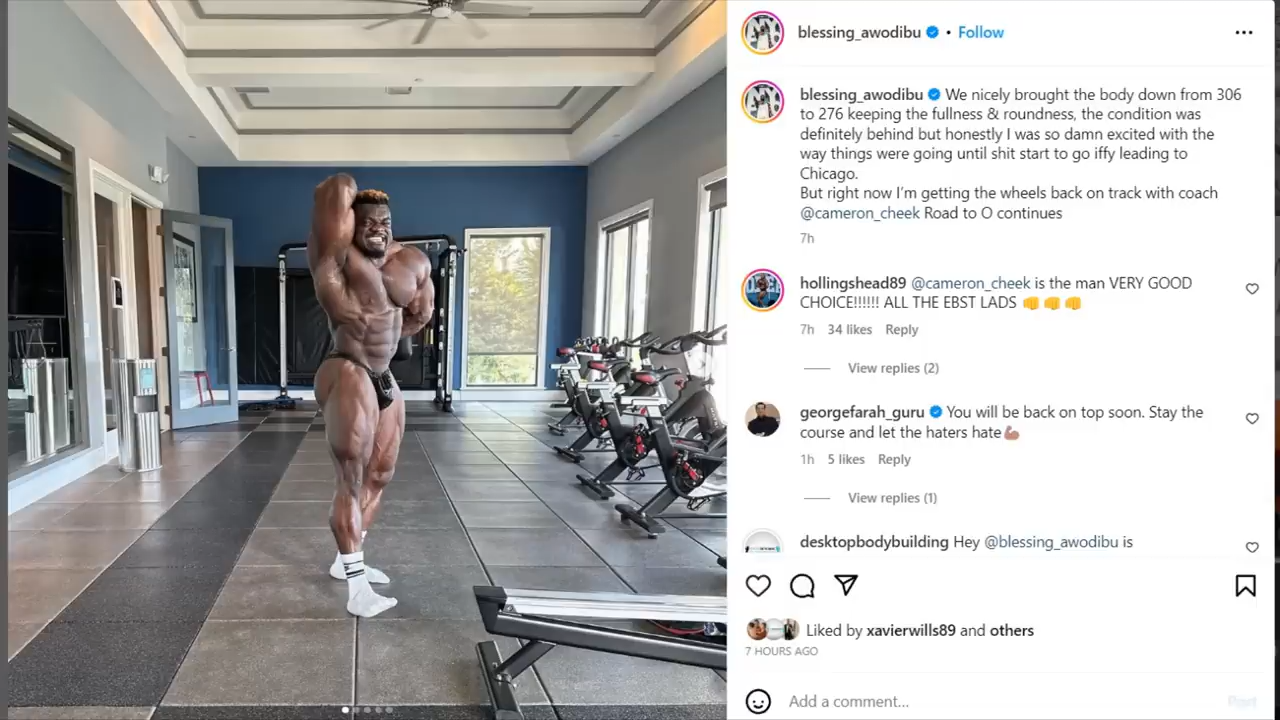 blessing_awodibu • Follow
blessing_awodibu We nicely brought the body down from 306
to 276 keeping the fullness & roundness, the condition was
definitely behind but honestly I was so damn excited with the
way things were going until shit start to go iffy leading to
Chicago.
But right now I'm getting the wheels back on track with coach
@cameron_cheek Road to O continues
7h
hollingshead89 @cameron_cheek is the man VERY GOOD
CHOICE!!!!!! ALL THE EBST LADS 👊👊👊
7h 34 likes Reply
View replies (2)
georgefarah_guru You will be back on top soon. Stay the
course and let the haters hate💪🏽
1h 5 likes Reply
View replies (1)
desktopbodybuilding Hey @blessing_awodibu is
Liked by xavierwills89 and others
7 HOURS AGO
Add a comment...
Post